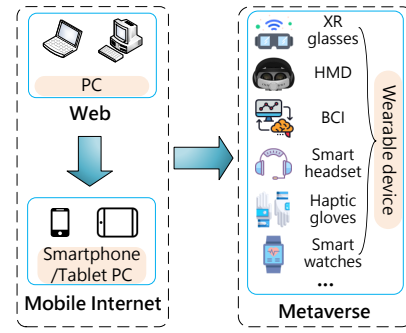 PC
Web
Smartphone
/Tablet PC
Mobile Internet
XR
glasses
HMD
BCI
Smart
headset
Haptic
gloves
Smart
watches
...
Wearable device
Metaverse